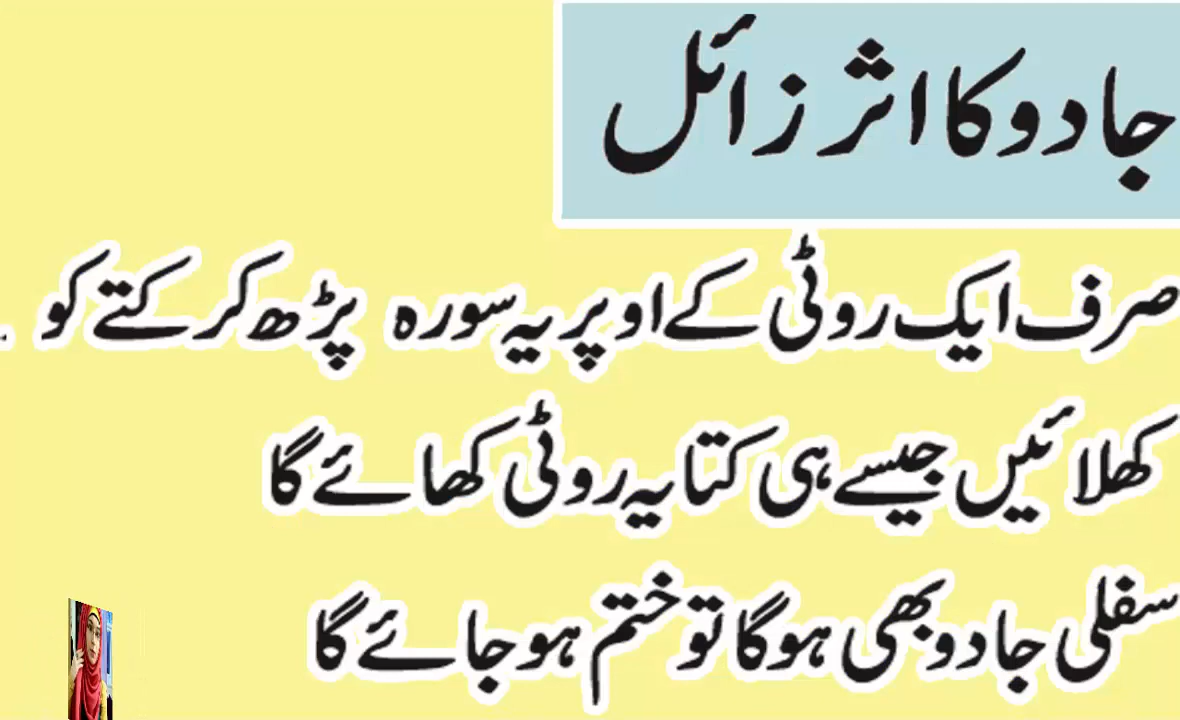 جادو کا اثر زائل
صرف ایک روٹی کے اوپر یہ سورہ پڑھ کر کتے کو
کھلائیں جیسے ہی کتا یہ روٹی کھائے گا
سفلی جادو بھی ہوگا تو ختم ہو جائے گا